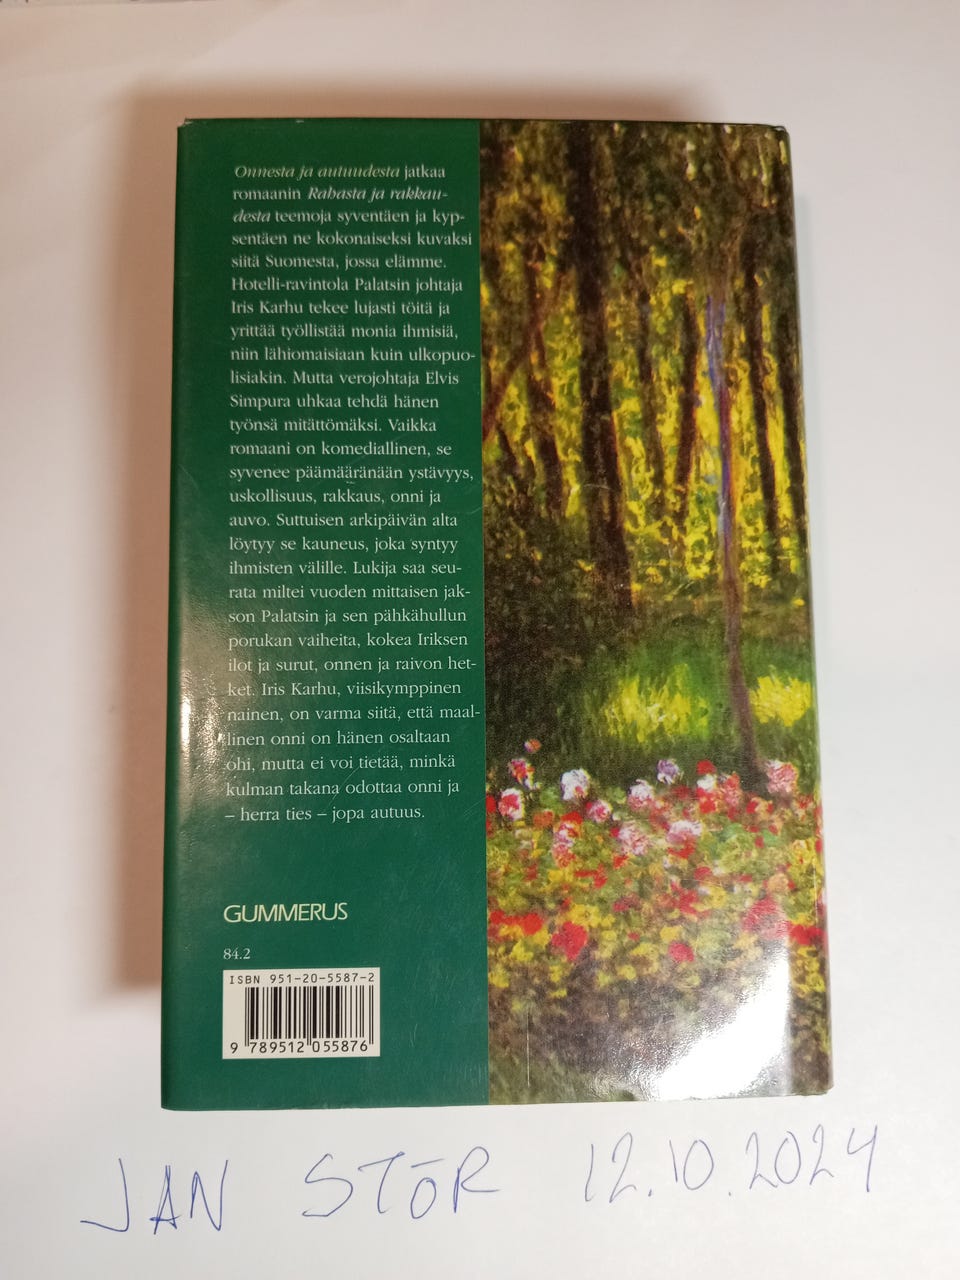 Onnesta ja autuudesta jatkaa
romaanin Rahasta ja rakkau-
desta teemoja syventäen ja kyp-
sentäen ne kokonaiseksi kuvaksi
siitä Suomesta, jossa elämme.
Hotelli-ravintola Palatsin johtaja
Iris Karhu tekee lujasti töitä ja
yrittää työllistää monia ihmisiä,
niin lähiomaisiaan kuin ulkopuo-
lisiakin. Mutta verojohtaja Elvis
Simpura uhkaa tehdä hänen
työnsä mitättömäksi. Vaikka
romaani on komediallinen, se
syvenee päämääränään ystävyys,
uskollisuus, rakkaus, onni ja
auvo. Suttuisen arkipäivän alta
löytyy se kauneus, joka syntyy
ihmisten välille. Lukija saa seu-
rata miltei vuoden mittaisen jak-
son Palatsin ja sen pähkähullun
porukan vaiheita, kokea Iriksen
ilot ja surut, onnen ja raivon het-
ket. Iris Karhu, viisikymppinen
nainen, on varma siitä, että maal-
linen onni on hänen osaltaan
ohi, mutta ei voi tietää, minkä
kulman takana odottaa onni ja
– herra ties – jopa autuus.
GUMMERUS
84.2
ISBN 951-20-5587-2
9 789512 055876
JAN STŌR 12.10.2024